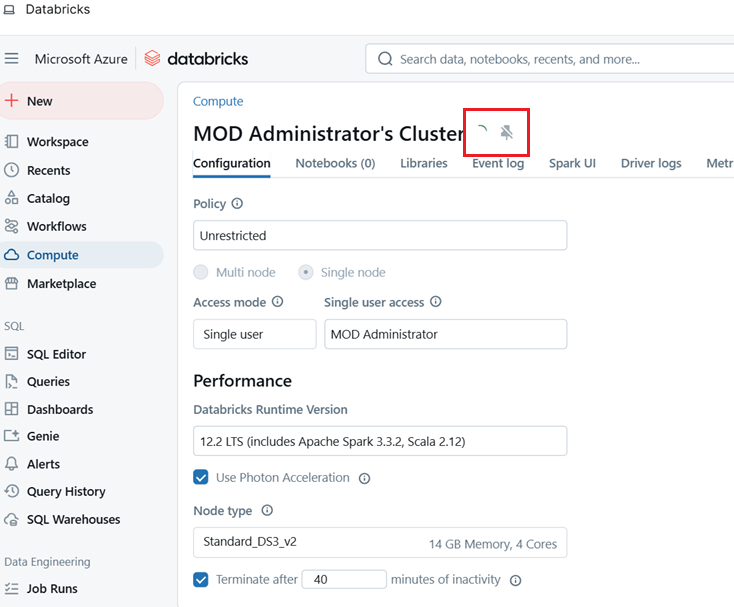 Databricks
Microsoft Azure databricks
Search data, notebooks, recents, and more...
New
Workspace
Recents
Catalog
Workflows
Compute
Marketplace
SQL
SQL Editor
Queries
Dashboards
Genie
Alerts
Query History
SQL Warehouses
Data Engineering
Job Runs
Compute
MOD Administrator's Cluster
Configuration Notebooks (0) Libraries Event log Spark UI Driver logs Metr
Policy
Unrestricted
Multi node Single node
Access mode Single user access
Single user MOD Administrator
Performance
Databricks Runtime Version
12.2 LTS (includes Apache Spark 3.3.2, Scala 2.12)
Use Photon Acceleration
Node type
Standard_DS3_v2 14 GB Memory, 4 Cores
Terminate after 40 minutes of inactivity